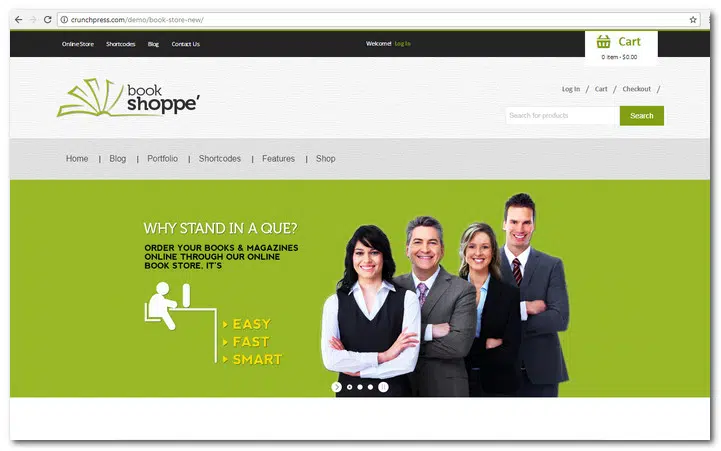 crunchpress.com/demo/book-store-new/
Online Store Shortcodes Blog Contact Us Welcome! Log In
Cart
0 item - $0.00
book
shoppe'
Log In / Cart / Checkout /
Search for products Search
Home | Blog | Portfolio | Shortcodes | Features | Shop
WHY STAND IN A QUE?
ORDER YOUR BOOKS & MAGAZINES
ONLINE THROUGH OUR ONLINE
BOOK STORE, IT'S
EASY
FAST
SMART